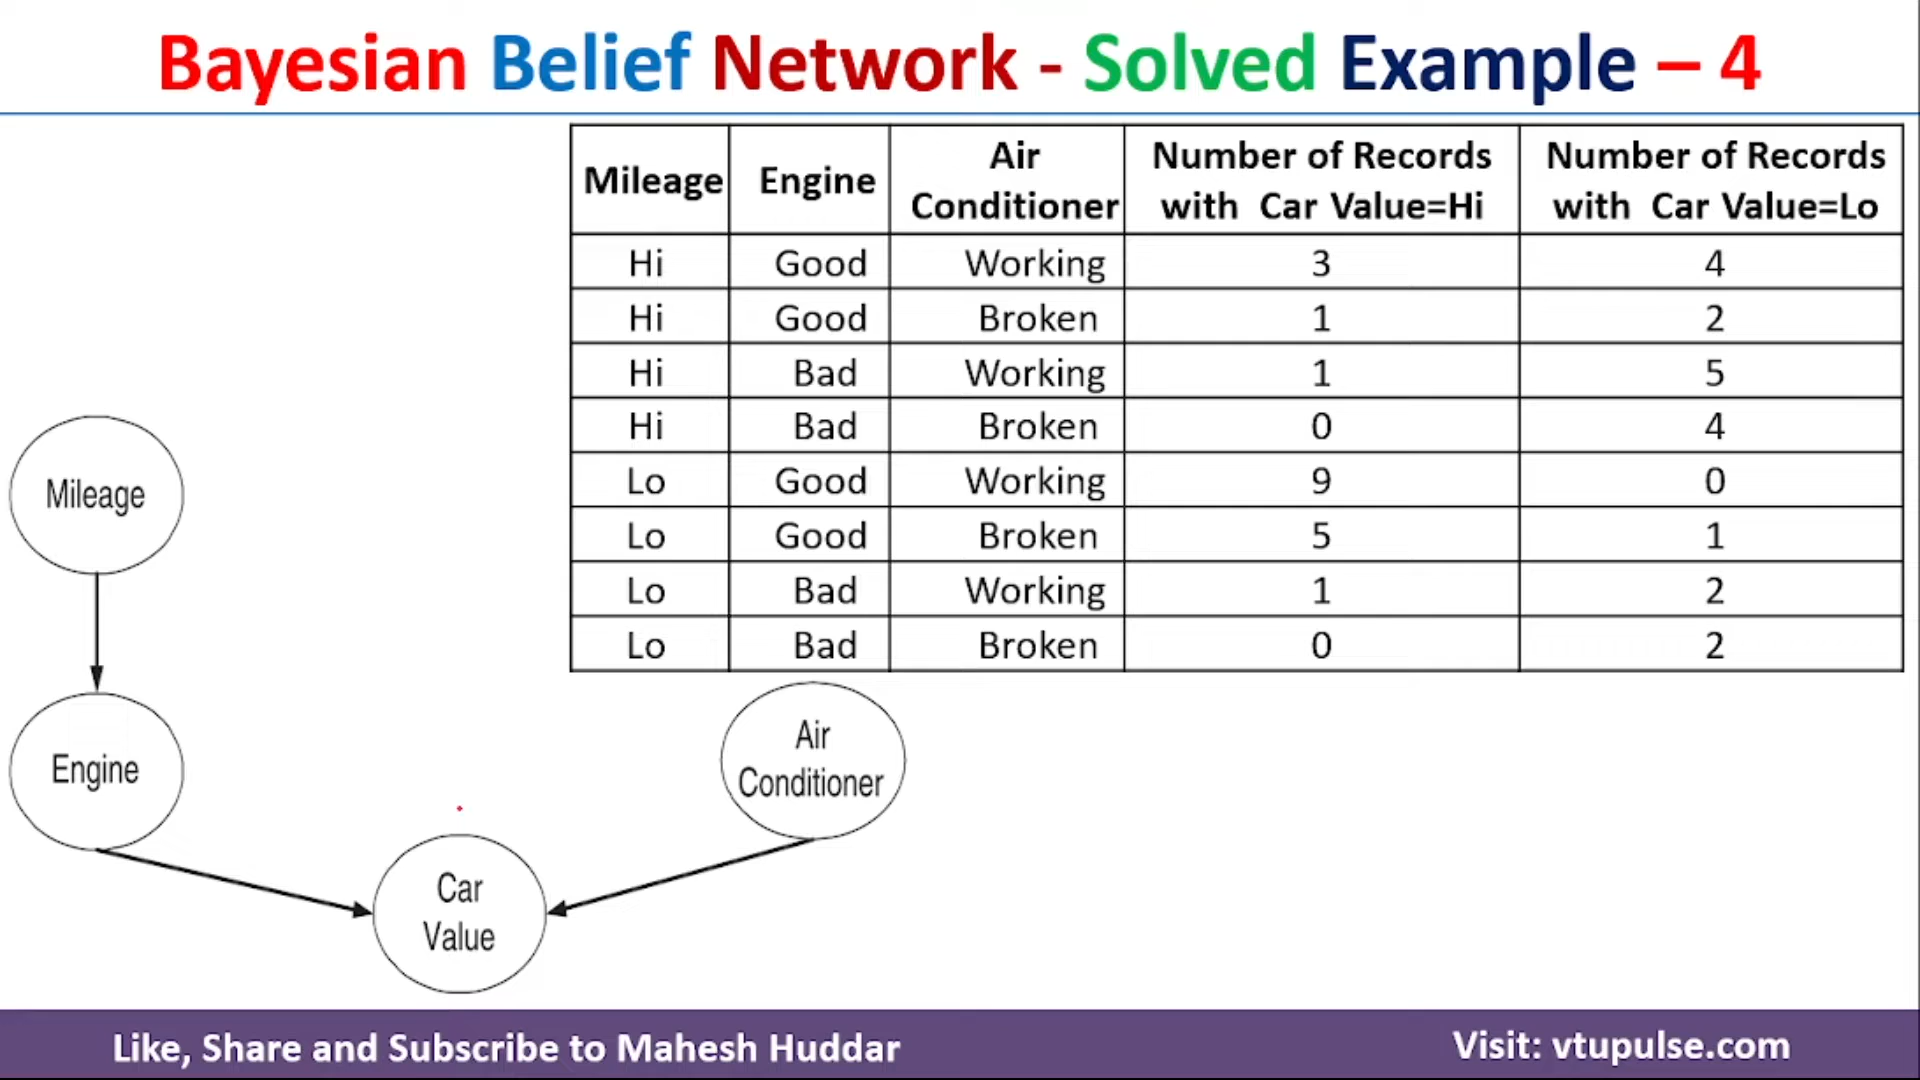 Bayesian Belief Network - Solved Example – 4
Mileage Engine Air Conditioner Number of Records with Car Value=Hi Number of Records with Car Value=Lo
Hi Good Working 3 4
Hi Good Broken 1 2
Hi Bad Working 1 5
Hi Bad Broken 0 4
Lo Good Working 9 0
Lo Good Broken 5 1
Lo Bad Working 1 2
Lo Bad Broken 0 2
Mileage
Engine
Air
Conditioner
Car
Value
Like, Share and Subscribe to Mahesh Huddar
Visit: vtupulse.com